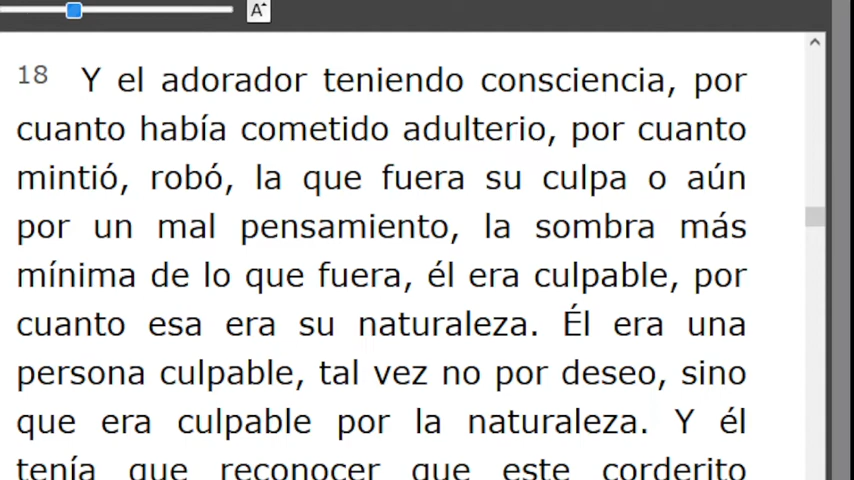 A
18 Y el adorador teniendo consciencia, por
cuanto había cometido adulterio, por cuanto
mintió, robó, la que fuera su culpa o aún
por un mal pensamiento, la sombra más
mínima de lo que fuera, él era culpable, por
cuanto esa era su naturaleza. Él era una
persona culpable, tal vez no por deseo, sino
que era culpable por la naturaleza. Y él
tenía que reconocer que este corderito